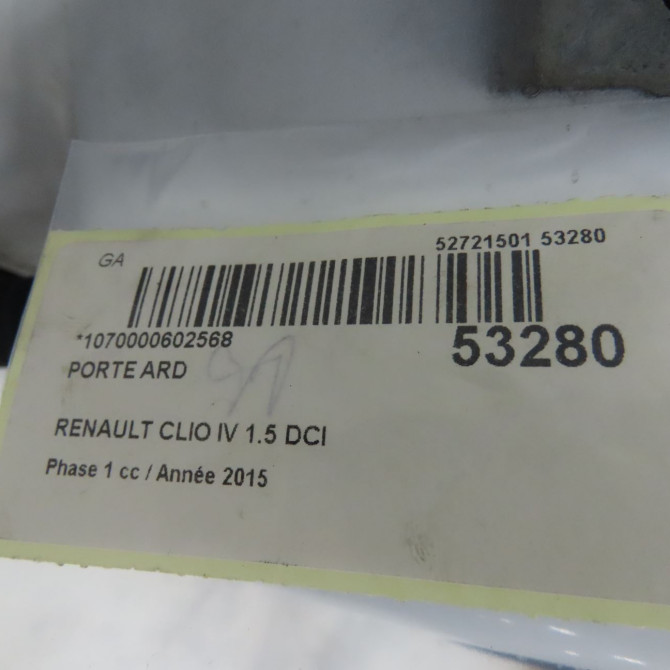 GA
52721501 53280
*1070000602568
53280
PORTE ARD
RENAULT CLIO IV 1.5 DCI
Phase 1 cc / Année 2015